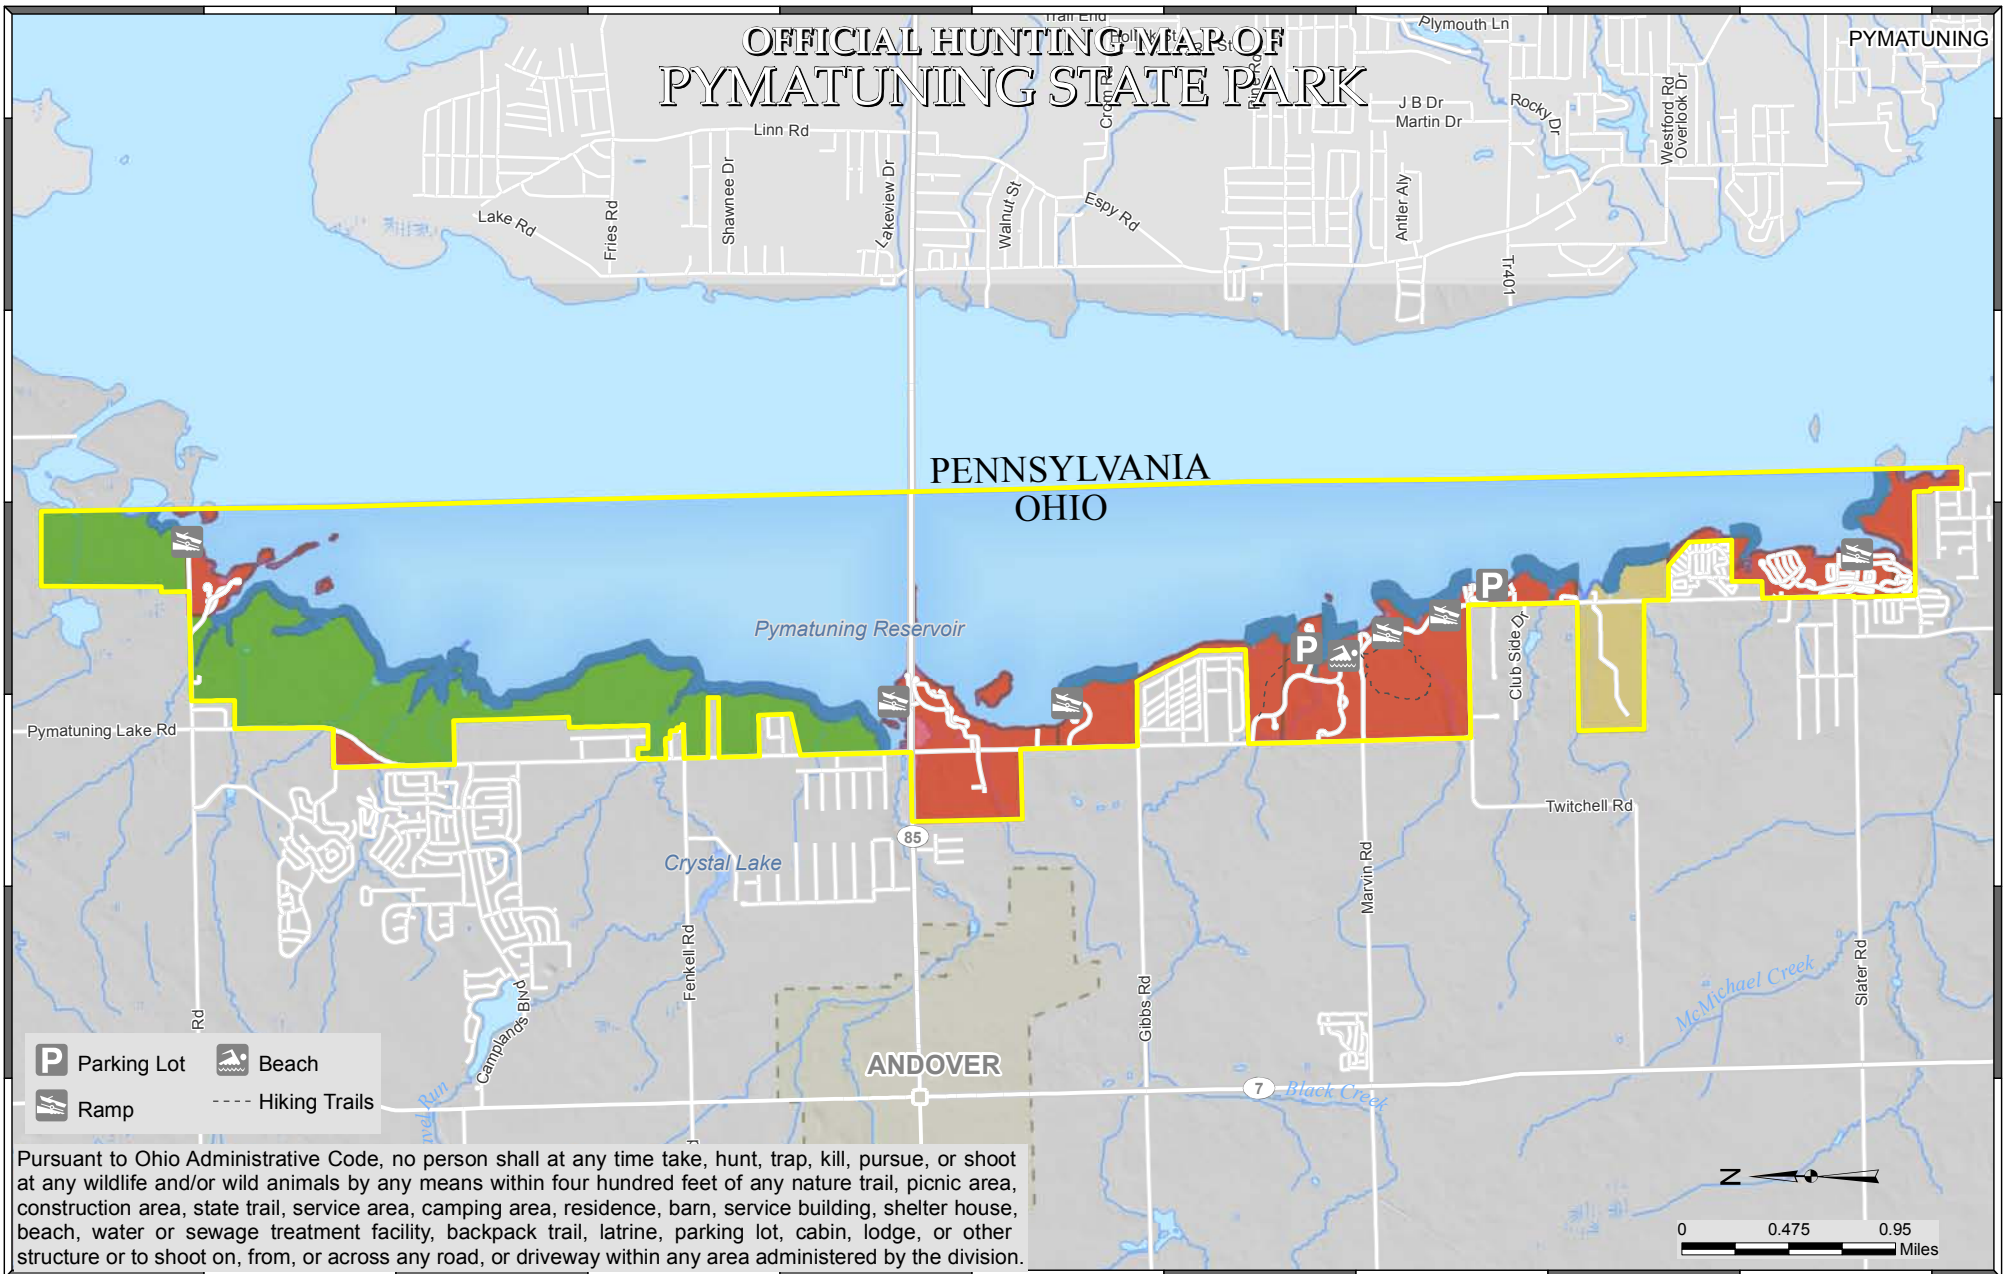 OFFICIAL HUNTING MAP OF
PYMATUNING STATE PARK
PYMATUNING
Trail End
Plymouth Ln
Linn Rd
J B Dr
Martin Dr
Rocky Dr
Westford Rd
Overlook Dr
Shawnee Dr
Lakeview Dr
Walnut St
Espy Rd
Antler Aly
Lake Rd
Fries Rd
Tr401
PENNSYLVANIA
OHIO
Pymatuning Reservoir
P
P
Club Side Dr
Pymatuning Lake Rd
Twitchell Rd
85
Crystal Lake
Marvin Rd
Fenkell Rd
Gibbs Rd
Slater Rd
McMichael Creek
Rd
Camplands Blvd
ANDOVER
7
Black Creek
P Parking Lot
Beach
Ramp
Hiking Trails
Pursuant to Ohio Administrative Code, no person shall at any time take, hunt, trap, kill, pursue, or shoot
at any wildlife and/or wild animals by any means within four hundred feet of any nature trail, picnic area,
construction area, state trail, service area, camping area, residence, barn, service building, shelter house,
beach, water or sewage treatment facility, backpack trail, latrine, parking lot, cabin, lodge, or other
structure or to shoot on, from, or across any road, or driveway within any area administered by the division.
N
0 0.475 0.95
Miles